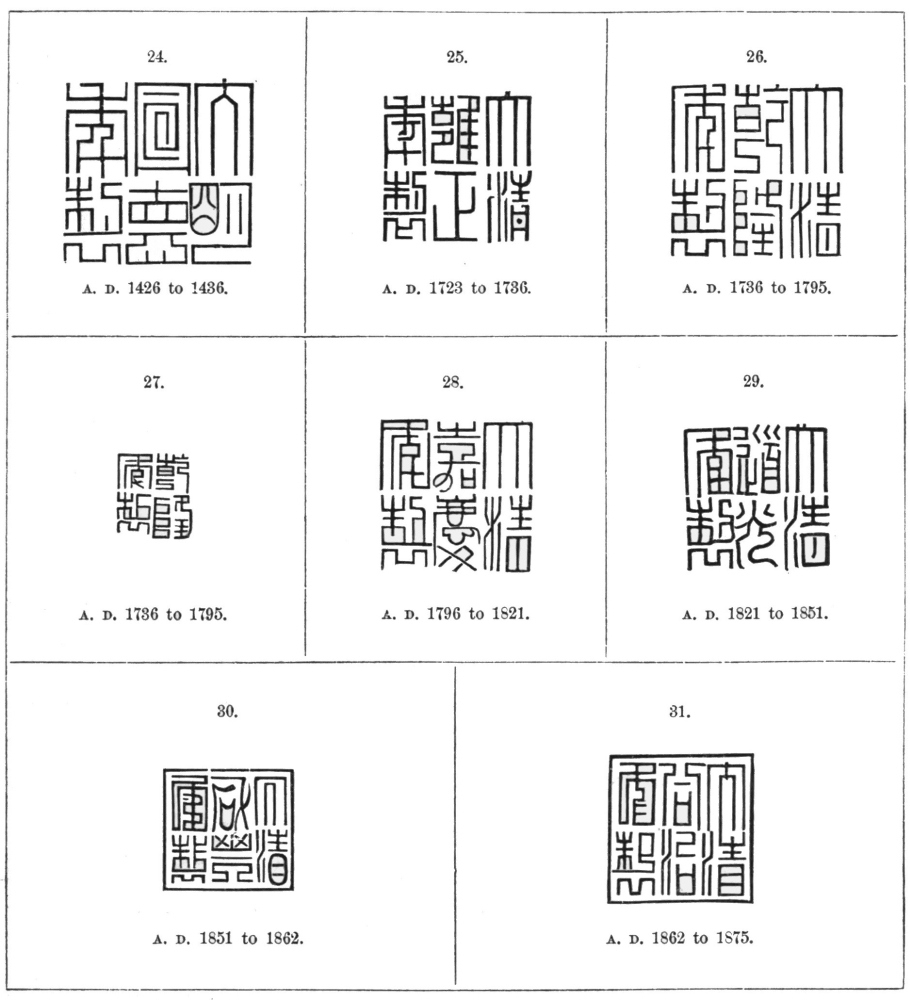 24.
大明
宣德
年製
A. D. 1426 to 1436.
25.
大清
雍正
年製
A. D. 1723 to 1736.
26.
大清
乾隆
年製
A. D. 1736 to 1795.
27.
乾隆
年製
A. D. 1736 to 1795.
28.
大清
嘉慶
年製
A. D. 1796 to 1821.
29.
大清
道光
年製
A. D. 1821 to 1851.
30.
大清
咸豐
年製
A. D. 1851 to 1862.
31.
大清
同治
年製
A. D. 1862 to 1875.